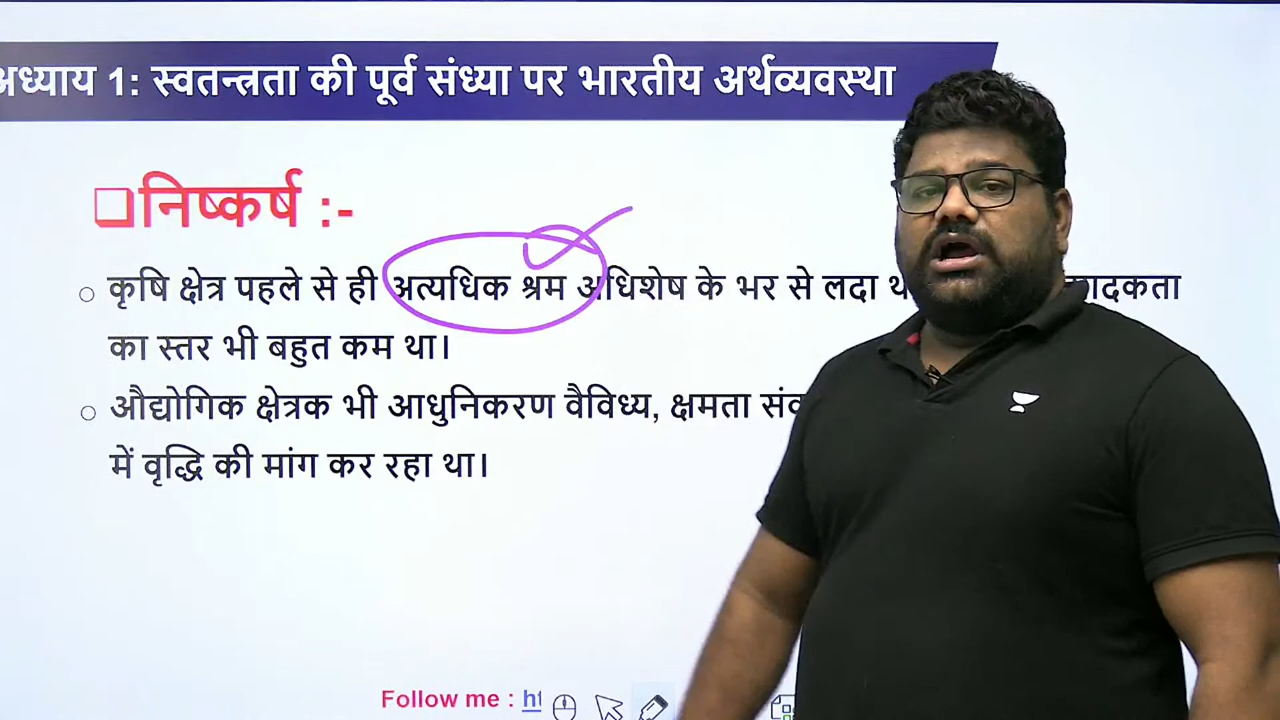 अध्याय 1: स्वतन्त्रता की पूर्व संध्या पर भारतीय अर्थव्यवस्था
निष्कर्ष :-
कृषि क्षेत्र पहले से ही अत्यधिक श्रम अधिशेष के भर से लदा
का स्तर भी बहुत कम था।
औद्योगिक क्षेत्रक भी आधुनिकरण वैविध्य, क्षमता
में वृद्धि की मांग कर रहा था।
Follow me :